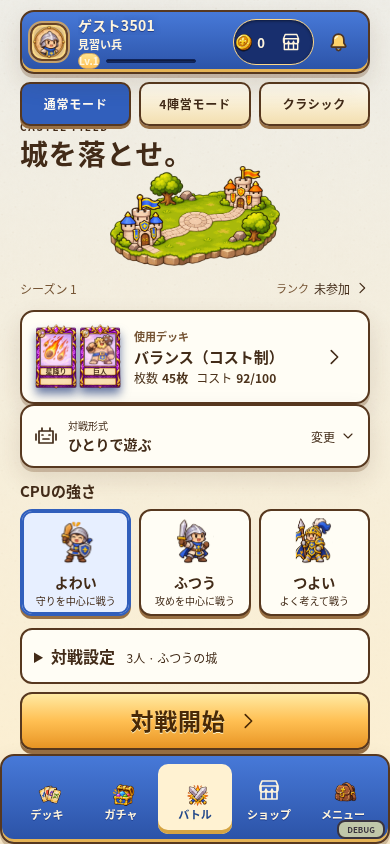 ゲスト3501
見習い兵
Lv.1
0
通常モード
4陣営モード
クラシック
城を落とせ。
シーズン 1
ランク 未参加
使用デッキ
バランス（コスト制）
枚数 45枚 コスト 92/100
巨人
対戦形式
ひとりで遊ぶ
変更
CPUの強さ
よわい
守りを中心に戦う
ふつう
攻めを中心に戦う
つよい
よく考えて戦う
対戦設定 3人 · ふつうの城
対戦開始
デッキ
ガチャ
バトル
ショップ
メニュー
DEBUG